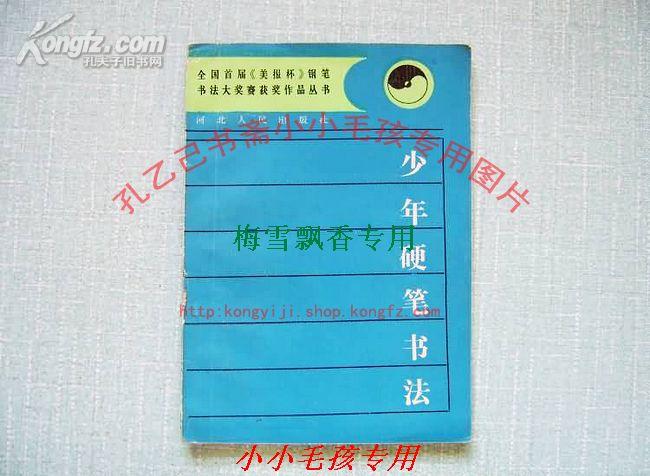 Kongfz.com
孔夫子旧书网
全国首届《美报杯》钢笔
书法大奖赛获奖作品丛书
河北人民出版社
孔乙己书斋小小毛孩专用图片
少年硬笔书法
梅雪飘香专用
http:kongyiji.shop.kongfz.com
小小毛孩专用